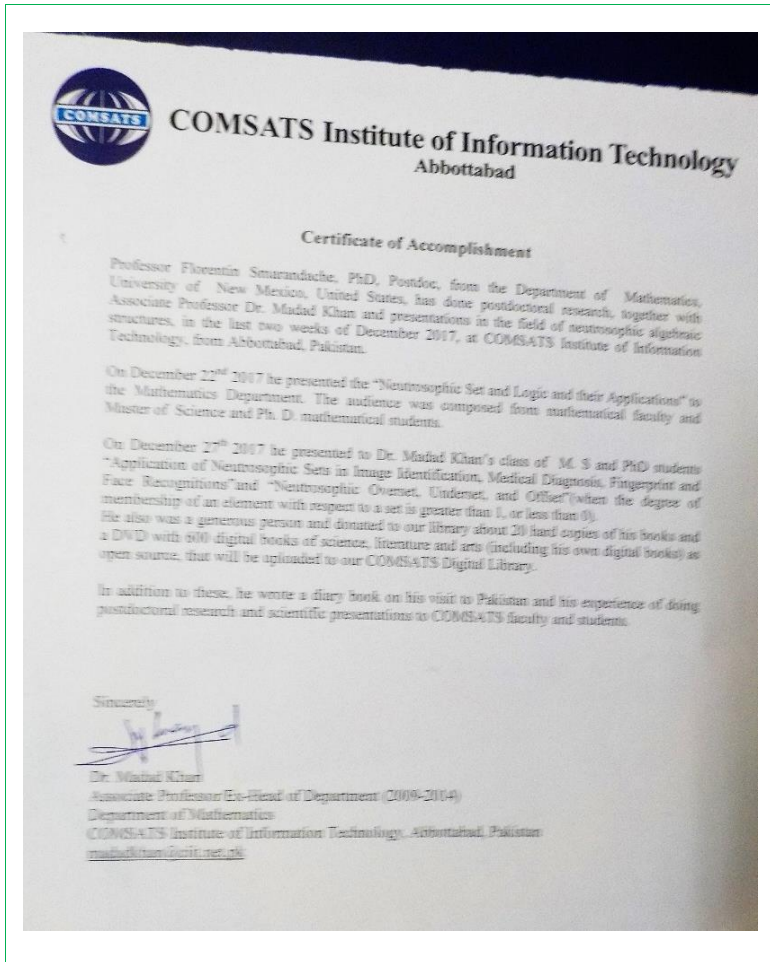 COMSATS
COMSATS Institute of Information Technology
Abbottabad
Certificate of Accomplishment
Professor Florentin Smarandache, PhD, Postdoc, from the Department of Mathematics,
University of New Mexico, United States, has done postdoctoral research, together with
Associate Professor Dr. Madad Khan and presentations in the field of neutrosophic algebraic
structures, in the last two weeks of December 2017, at COMSATS Institute of Information
Technology, from Abbottabad, Pakistan.
On December 22nd 2017 he presented the “Neutrosophic Set and Logic and their Applications” to
the Mathematics Department. The audience was composed from mathematical faculty and
Master of Science and Ph. D. mathematical students.
On December 27th 2017 he presented to Dr. Madad Khan's class of M. S and PhD students
“Application of Neutrosophic Sets in Image Identification, Medical Diagnosis, Fingerprint and
Face Recognitions”and “Neutrosophic Overset, Underset, and Offset”(when the degree of
membership of an element with respect to a set is greater than 1, or less than 0).
He also was a generous person and donated to our library about 20 hard copies of his books and
a DVD with 600 digital books of science, literature and arts (including his own digital books) as
open source, that will be uploaded to our COMSATS Digital Library.
In addition to these, he wrote a diary book on his visit to Pakistan and his experience of doing
postdoctoral research and scientific presentations to COMSATS faculty and students.
Sincerely
Dr. Madad Khan
Associate Professor/Ex-Head of Department (2009-2014)
Department of Mathematics
COMSATS Institute of Information Technology, Abbottabad, Pakistan
madadkhan@ciit.net.pk